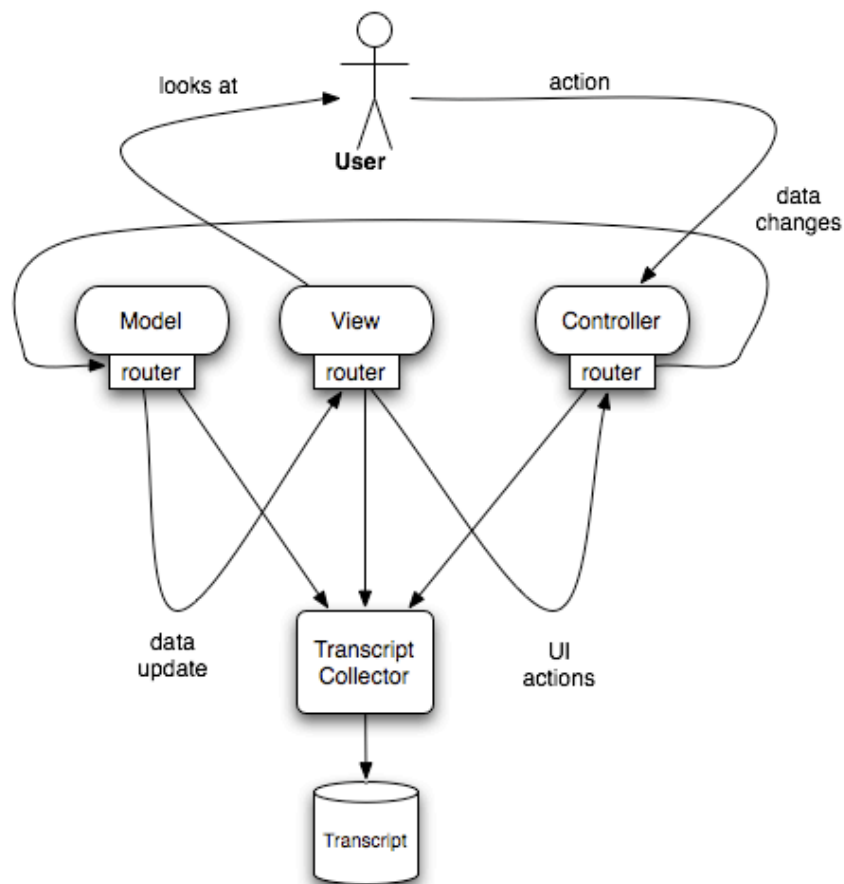 looks at
action
User
data
changes
Model
View
Controller
router
router
router
data
update
Transcript
Collector
UI
actions
Transcript